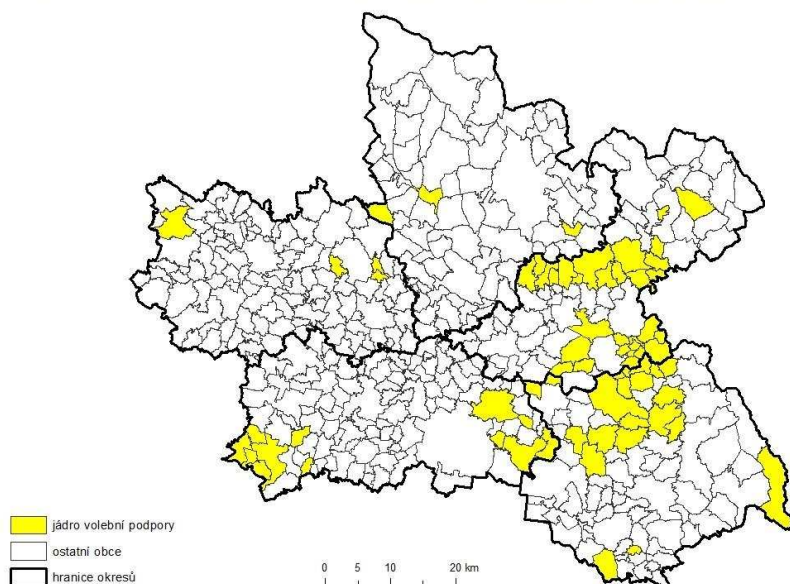 jádro volební podpory
ostatní obce
hranice okresů
0 5 10 20 km